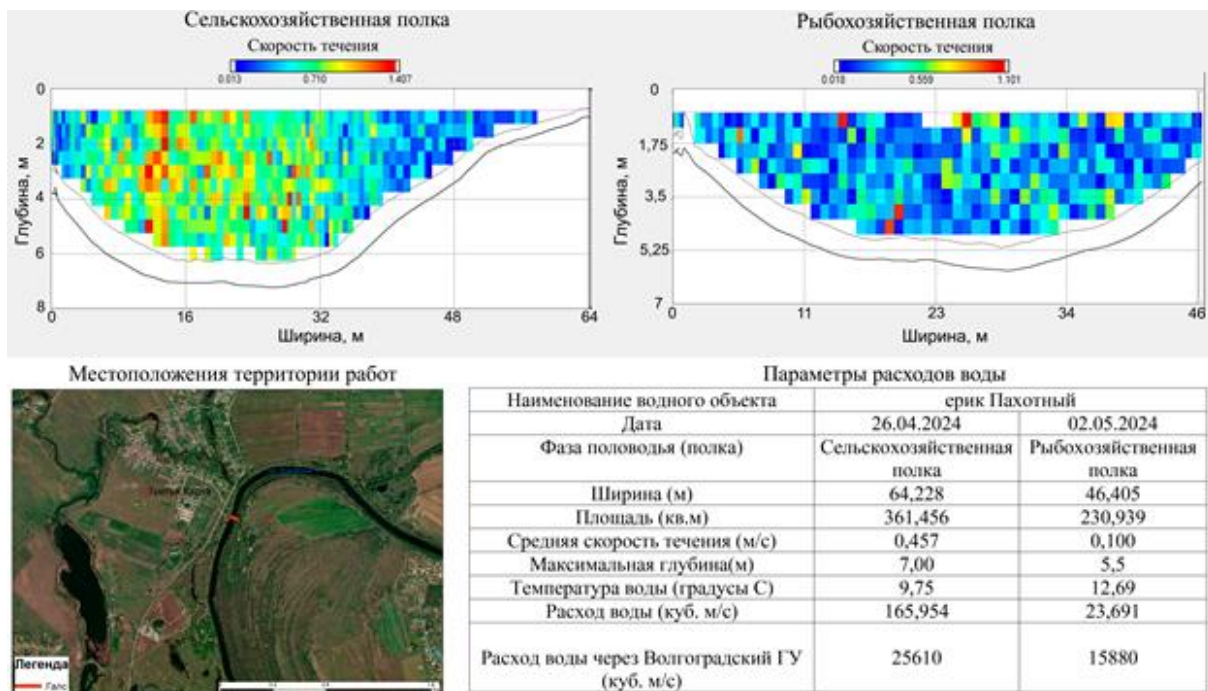 Сельскохозяйственная полка
Скорость течения
0.013 0.710 1.407
0
2
4
6
8
Глубина, м
0 16 32 48 64
Ширина, м
Рыбохозяйственная полка
Скорость течения
0.010 0.559 1.101
0
1,75
3,5
5,25
7
Глубина, м
0 11 23 34 46
Ширина, м
Местоположения территории работ
Третья Карта
Легенда
Галс
Параметры расходов воды
Наименование водного объекта ерик Пахотный
Дата 26.04.2024 02.05.2024
Фаза половодья (полка) Сельскохозяйственная Рыбохозяйственная
полка полка
Ширина (м) 64,228 46,405
Площадь (кв.м) 361,456 230,939
Средняя скорость течения (м/с) 0,457 0,100
Максимальная глубина(м) 7,00 5,5
Температура воды (градусы С) 9,75 12,69
Расход воды (куб. м/с) 165,954 23,691
Расход воды через Волгоградский ГУ 25610 15880
(куб. м/с)